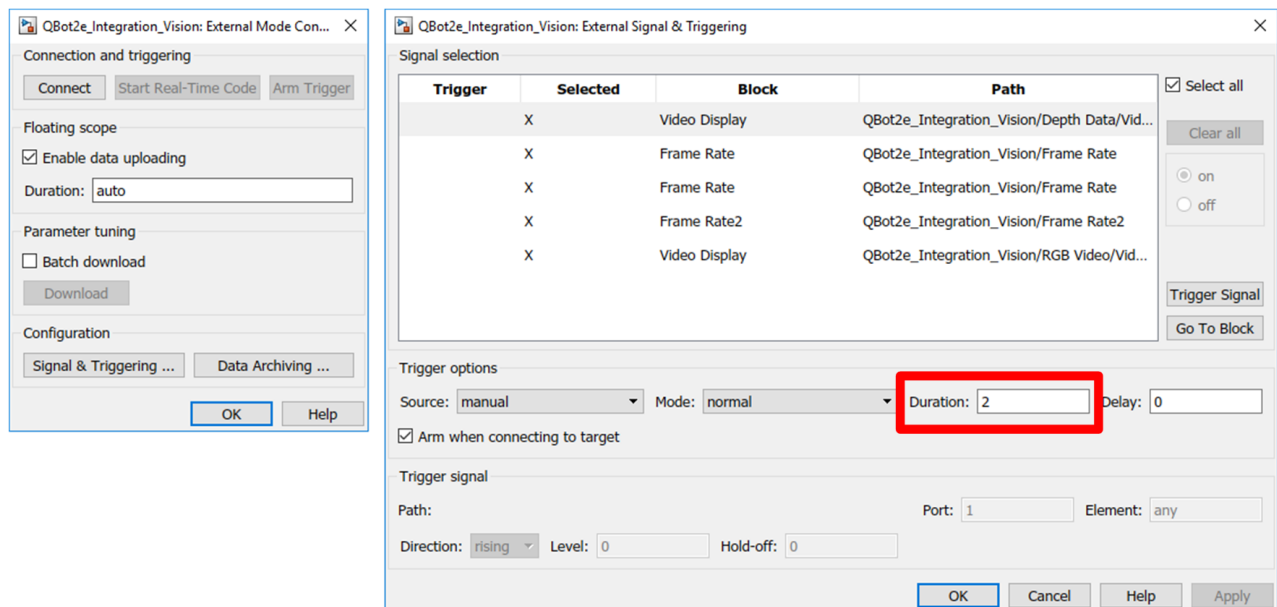 QBot2e_Integration_Vision: External Mode Con...
Connection and triggering
Connect
Start Real-Time Code
Arm Trigger
Floating scope
Enable data uploading
Duration: auto
Parameter tuning
Batch download
Download
Configuration
Signal & Triggering ...
Data Archiving ...
OK
Help
QBot2e_Integration_Vision: External Signal & Triggering
Signal selection
Trigger Selected Block Path
X Video Display QBot2e_Integration_Vision/Depth Data/Vid...
X Frame Rate QBot2e_Integration_Vision/Frame Rate
X Frame Rate QBot2e_Integration_Vision/Frame Rate
X Frame Rate2 QBot2e_Integration_Vision/Frame Rate2
X Video Display QBot2e_Integration_Vision/RGB Video/Vid...
Select all
Clear all
on
off
Trigger Signal
Go To Block
Trigger options
Source: manual Mode: normal Duration: 2 Delay: 0
Arm when connecting to target
Trigger signal
Path: Port: 1 Element: any
Direction: rising Level: 0 Hold-off: 0
OK Cancel Help Apply